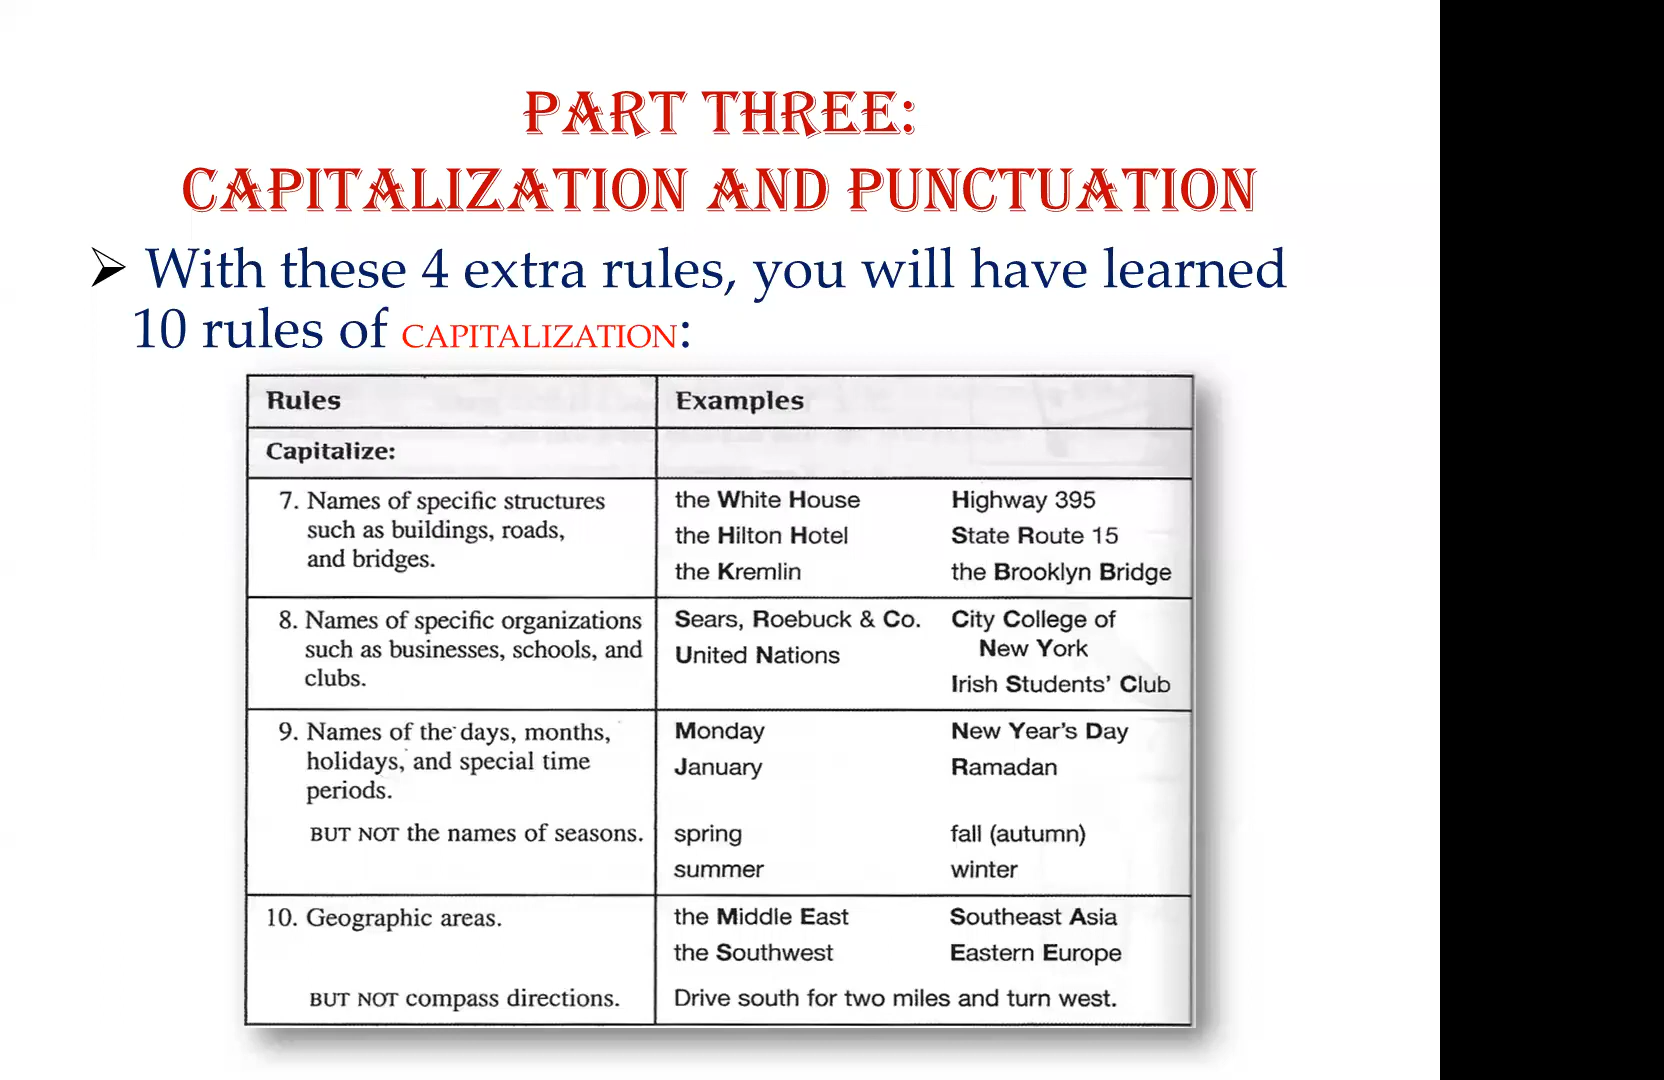 PART THREE:
CAPITALIZATION AND PUNCTUATION
➢ With these 4 extra rules, you will have learned
10 rules of CAPITALIZATION:
Rules Examples
Capitalize:
7. Names of specific structures
such as buildings, roads,
and bridges.
the White House Highway 395
the Hilton Hotel State Route 15
the Kremlin the Brooklyn Bridge
8. Names of specific organizations
such as businesses, schools, and
clubs.
Sears, Roebuck & Co. City College of
New York
United Nations
Irish Students’ Club
9. Names of the days, months,
holidays, and special time
periods.
Monday New Year’s Day
January Ramadan
BUT NOT the names of seasons.
spring fall (autumn)
summer winter
10. Geographic areas.
the Middle East Southeast Asia
the Southwest Eastern Europe
BUT NOT compass directions. Drive south for two miles and turn west.